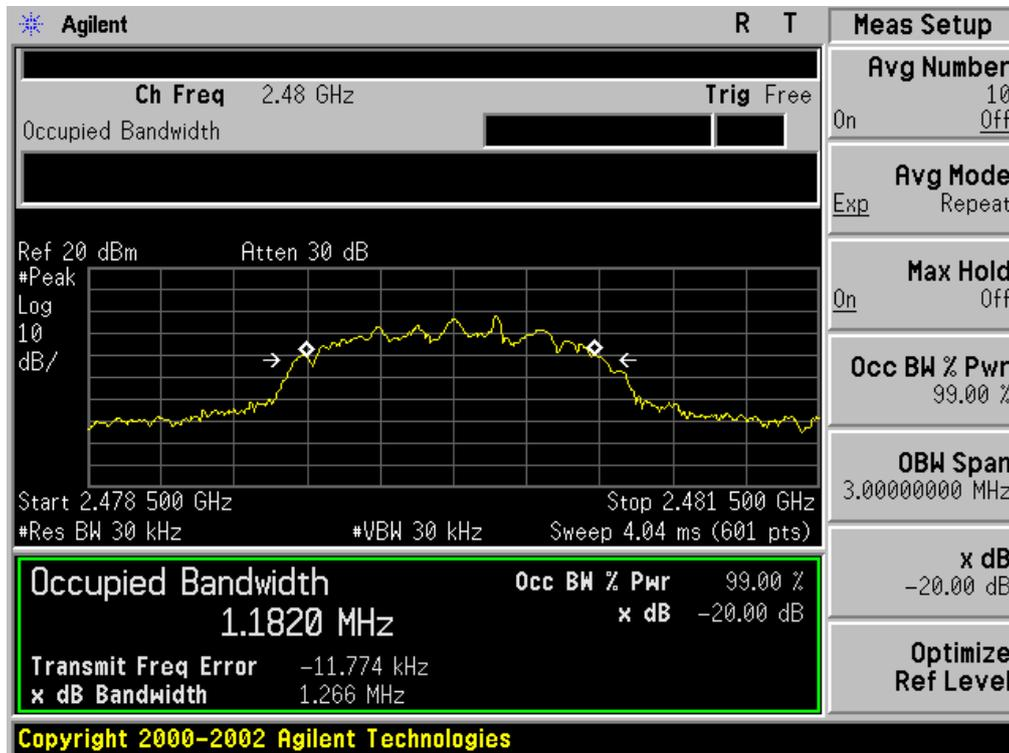 Agilent R T
Ch Freq 2.48 GHz Trig Free
Occupied Bandwidth
Ref 20 dBm Atten 30 dB
#Peak
Log
10
dB/
Start 2.478 500 GHz Stop 2.481 500 GHz
#Res BW 30 kHz #VBW 30 kHz Sweep 4.04 ms (601 pts)
Occupied Bandwidth
1.1820 MHz
Occ BW % Pwr 99.00 %
x dB -20.00 dB
Transmit Freq Error -11.774 kHz
x dB Bandwidth 1.266 MHz
Copyright 2000-2002 Agilent Technologies
Meas Setup
Avg Number
10
On Off
Avg Mode
Exp Repeat
Max Hold
On Off
Occ BW % Pwr
99.00 %
OBW Span
3.00000000 MHz
x dB
-20.00 dB
Optimize
Ref Level